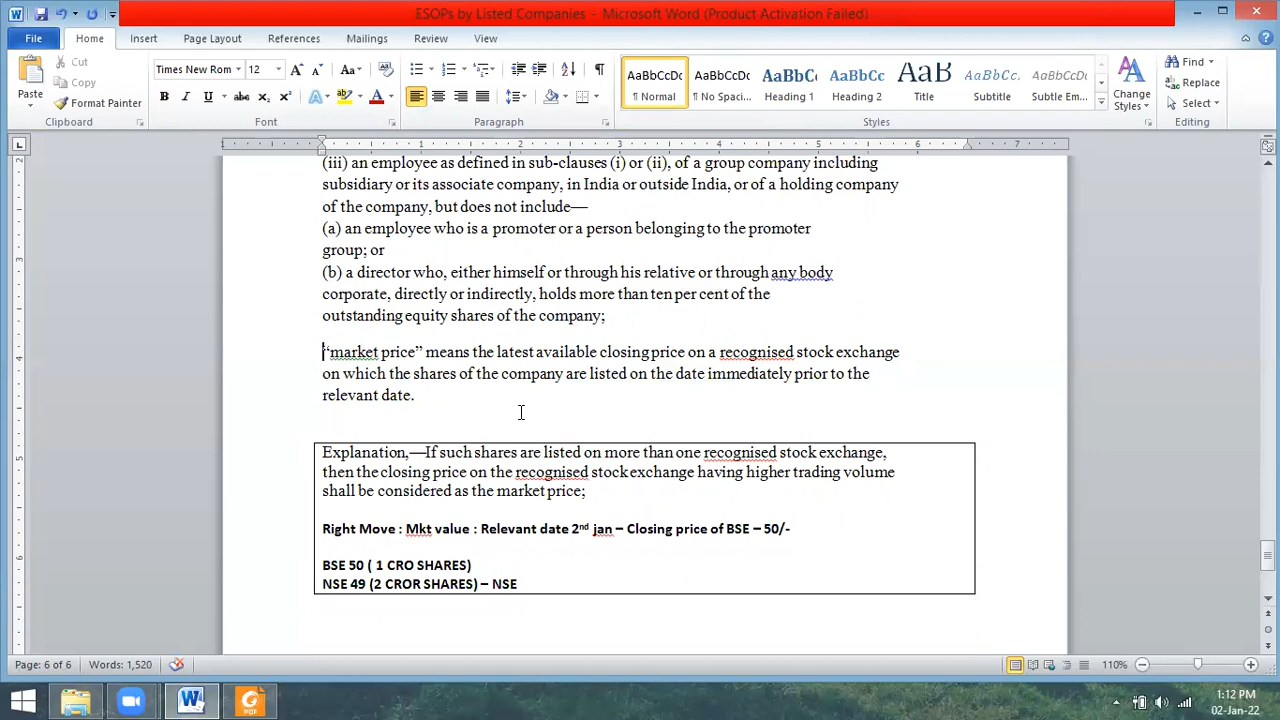 ESOPs by Listed Companies - Microsoft Word (Product Activation Failed)
File Home Insert Page Layout References Mailings Review View
Paste Cut Copy Format Painter
Times New Rom 12
AaBbCcDc AaBbCcDc AaBbC AaBbCc AaB AaBbCcL AaBbCcDc
¶ Normal ¶ No Spaci... Heading 1 Heading 2 Title Subtitle Subtle Em...
Change Styles
Find Replace Select
Clipboard Font Paragraph Styles Editing
1 2 3 4 5 6 7
(iii) an employee as defined in sub-clauses (i) or (ii), of a group company including
subsidiary or its associate company, in India or outside India, or of a holding company
of the company, but does not include—
(a) an employee who is a promoter or a person belonging to the promoter
group; or
(b) a director who, either himself or through his relative or through any body
corporate, directly or indirectly, holds more than ten per cent of the
outstanding equity shares of the company;
“market price” means the latest available closing price on a recognised stock exchange
on which the shares of the company are listed on the date immediately prior to the
relevant date.
Explanation,—If such shares are listed on more than one recognised stock exchange,
then the closing price on the recognised stock exchange having higher trading volume
shall be considered as the market price;
Right Move : Mkt value : Relevant date 2nd jan – Closing price of BSE – 50/-
BSE 50 ( 1 CRO SHARES)
NSE 49 (2 CROR SHARES) – NSE
Page: 6 of 6 Words: 1,520 110%
1:12 PM
02-Jan-22